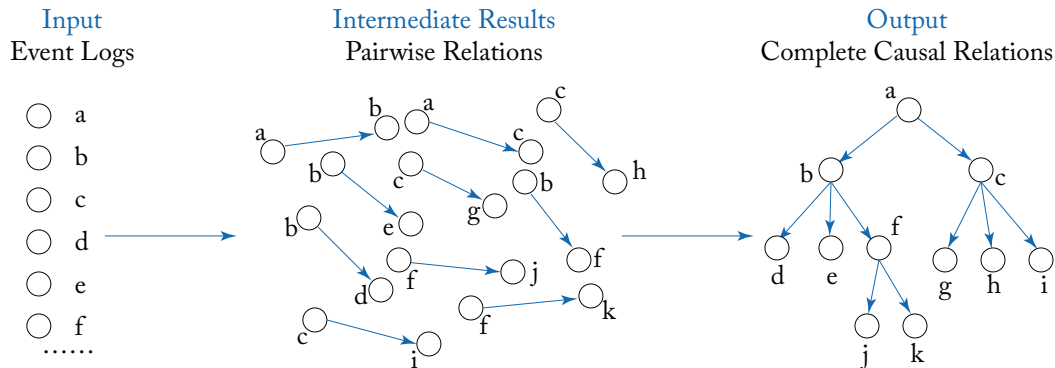 Input
Event Logs
a
b
c
d
e
f
......
Intermediate Results
Pairwise Relations
a b
a c
c h
b e
c g
b f
b d
f j
f k
c i
Output
Complete Causal Relations
a
b c
d e f g h i
j k